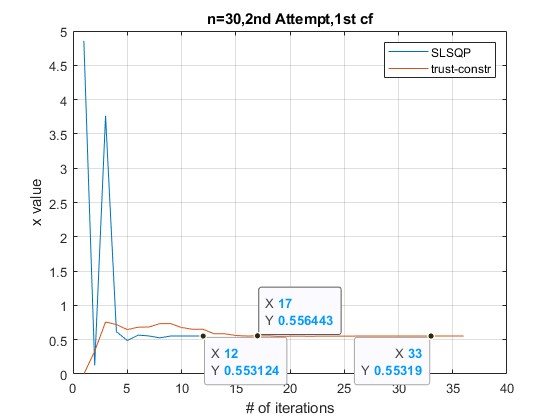 n=30,2nd Attempt,1st cf
SLSQP
trust-constr
x value
5
4.5
4
3.5
3
2.5
2
1.5
1
0.5
0
X 17
Y 0.556443
X 12
Y 0.553124
X 33
Y 0.55319
0 5 10 15 20 25 30 35 40
# of iterations